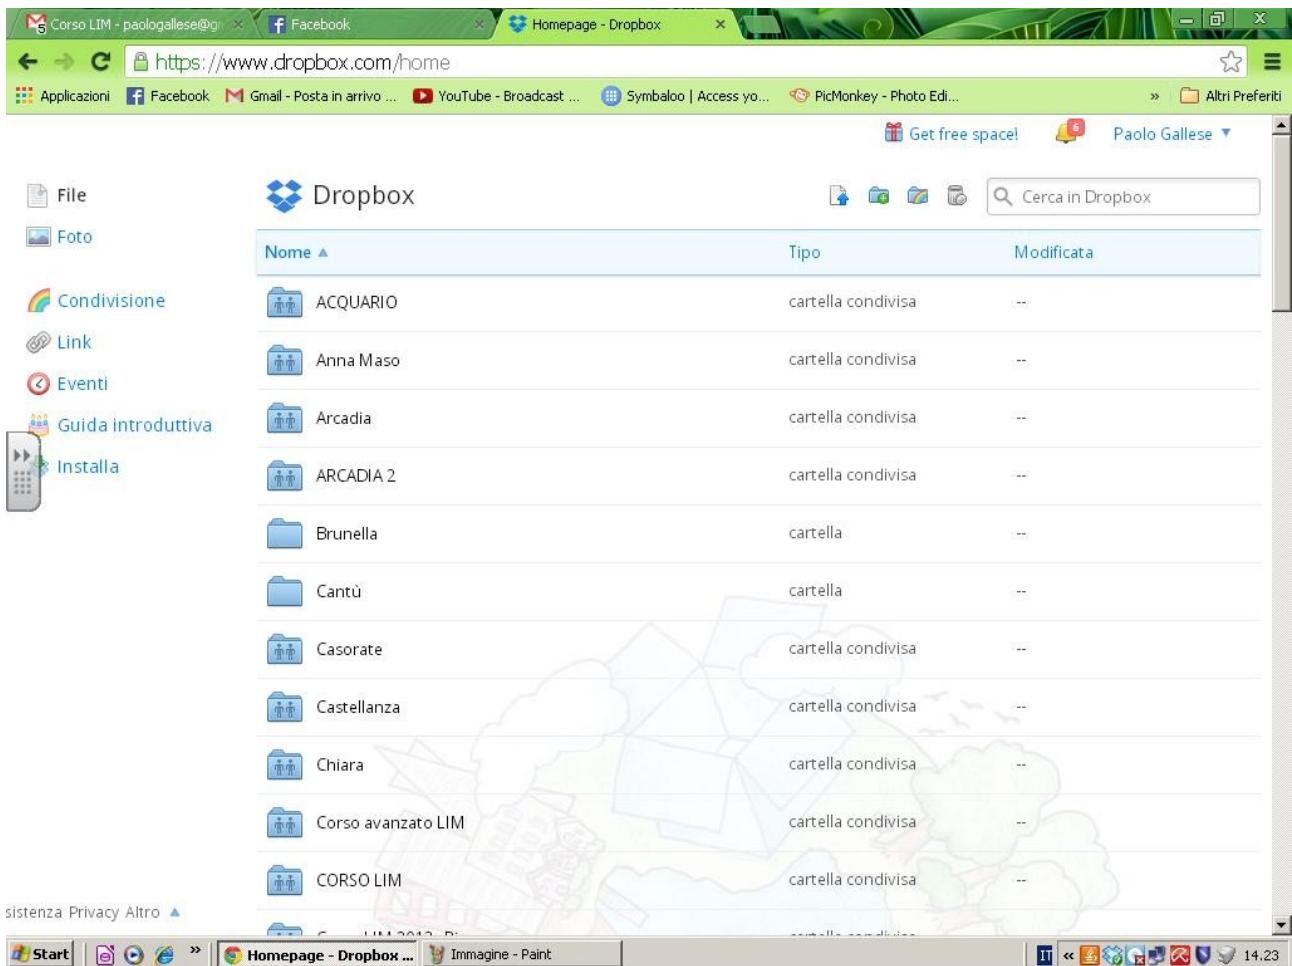 Corso LIM - paologallese@g
Facebook
Homepage - Dropbox
https://www.dropbox.com/home
Applicazioni Facebook Gmail - Posta in arrivo ... YouTube - Broadcast ... Symbaloo | Access yo... PicMonkey - Photo Edi... » Altri Preferiti
Get free space! 6 Paolo Gallese
File
Foto
Condivisione
Link
Eventi
Guida introduttiva
Installa
Dropbox
Cerca in Dropbox
Nome Tipo Modificata
ACQUARIO cartella condivisa --
Anna Maso cartella condivisa --
Arcadia cartella condivisa --
ARCADIA 2 cartella condivisa --
Brunella cartella --
Cantù cartella --
Casorate cartella condivisa --
Castellanza cartella condivisa --
Chiara cartella condivisa --
Corso avanzato LIM cartella condivisa --
CORSO LIM cartella condivisa --
sistenza Privacy Altro
Start » Homepage - Dropbox ... Immagine - Paint IT « 14.23